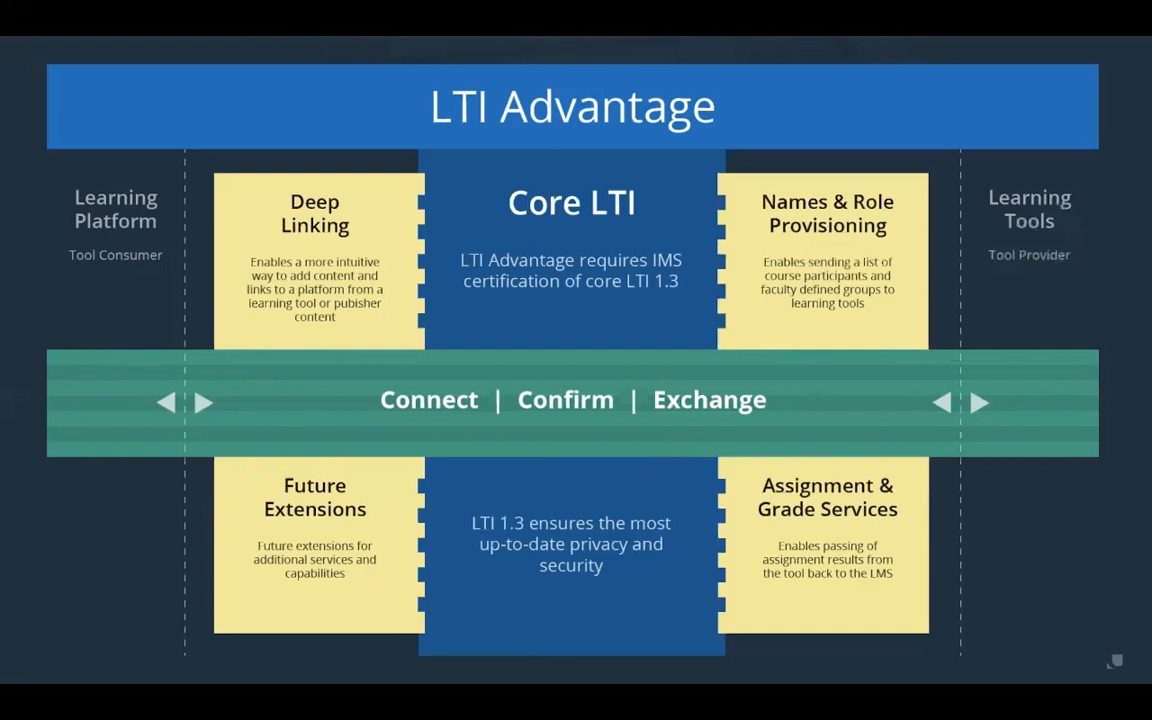 LTI Advantage
Learning
Platform
Tool Consumer
Deep
Linking
Enables a more intuitive
way to add content and
links to a platform from a
learning tool or pubisher
content
Core LTI
LTI Advantage requires IMS
certification of core LTI 1.3
Names & Role
Provisioning
Enables sending a list of
course participants and
faculty defined groups to
learning tools
Learning
Tools
Tool Provider
Connect | Confirm | Exchange
Future
Extensions
Future extensions for
additional services and
capabilities
LTI 1.3 ensures the most
up-to-date privacy and
security
Assignment &
Grade Services
Enables passing of
assignment results from
the tool back to the LMS